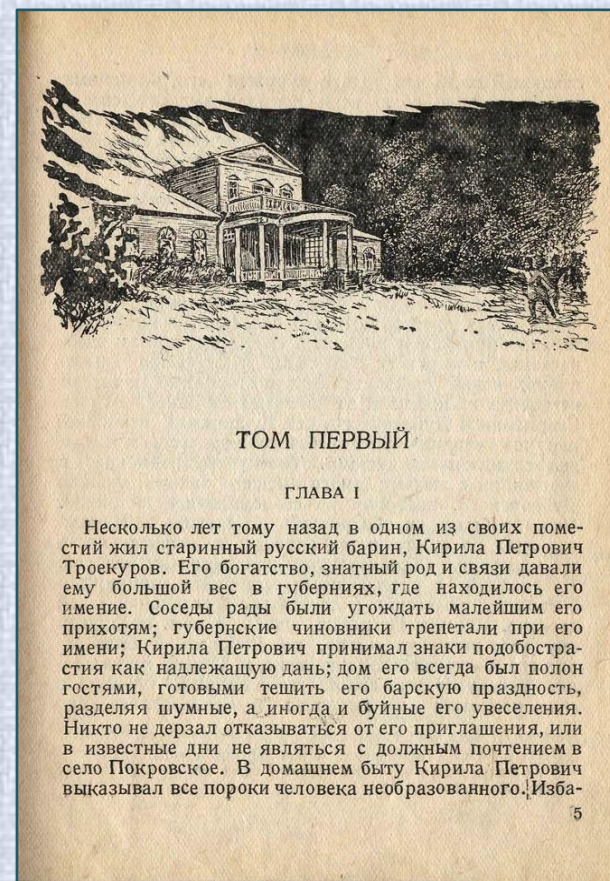 ТОМ ПЕРВЫЙ
ГЛАВА I
Несколько лет тому назад в одном из своих поме-
стий жил старинный русский барин, Кирила Петрович
Троекуров. Его богатство, знатный род и связи давали
ему большой вес в губерниях, где находилось его
имение. Соседы рады были угождать малейшим его
прихотям; губернские чиновники трепетали при его
имени; Кирила Петрович принимал знаки подобостра-
стия как надлежащую дань; дом его всегда был полон
гостями, готовыми тешить его барскую праздность,
разделяя шумные, а иногда и буйные его увеселения.
Никто не дерзал отказываться от его приглашения, или
в известные дни не являться с должным почтением в
село Покровское. В домашнем быту Кирила Петрович
выказывал все пороки человека необразованного. Изба-
5